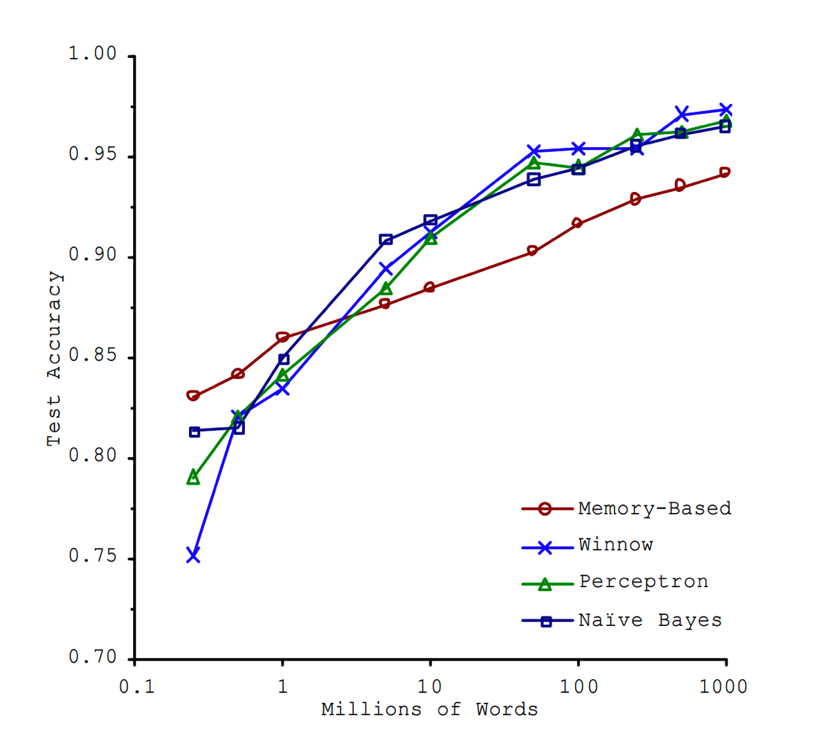 1.00
0.95
0.90
0.85
0.80
0.75
0.70
Test Accuracy
Memory-Based
Winnow
Perceptron
Naïve Bayes
0.1 1 10 100 1000
Millions of Words